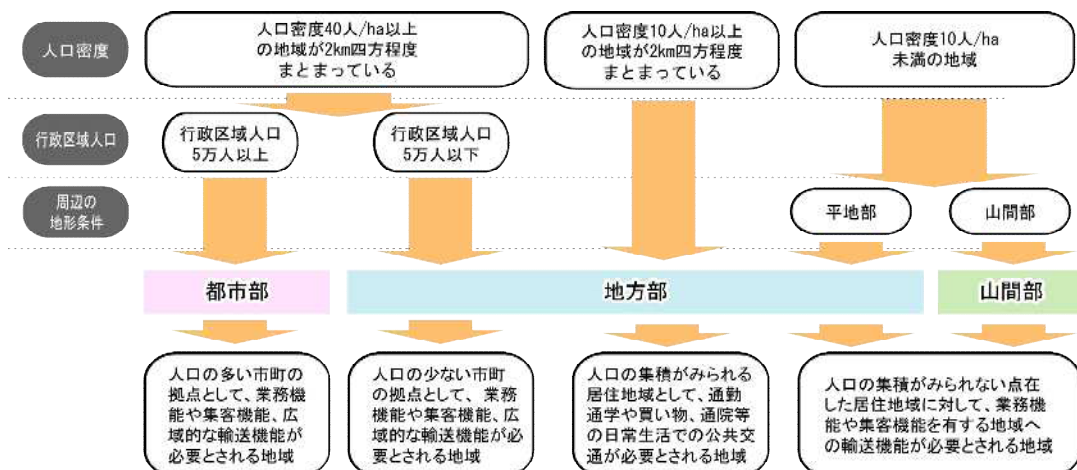 人口密度
人口密度40人/ha以上
の地域が2km四方程度
まとまっている
人口密度10人/ha以上
の地域が2km四方程度
まとまっている
人口密度10人/ha
未満の地域
行政区域人口
行政区域人口
5万人以上
行政区域人口
5万人以下
周辺の
地形条件
平地部
山間部
都市部
地方部
山間部
人口の多い市町の
拠点として、業務機
能や集客機能、広
域的な輸送機能が
必要とされる地域
人口の少ない市町
の拠点として、業務
機能や集客機能、広
域的な輸送機能が必
要とされる地域
人口の集積がみられる
居住地域として、通勤
通学や買い物、通院等
の日常生活での公共交
通が必要とされる地域
人口の集積がみられない点在
した居住地域に対して、業務機
能や集客機能を有する地域へ
の輸送機能が必要とされる地域